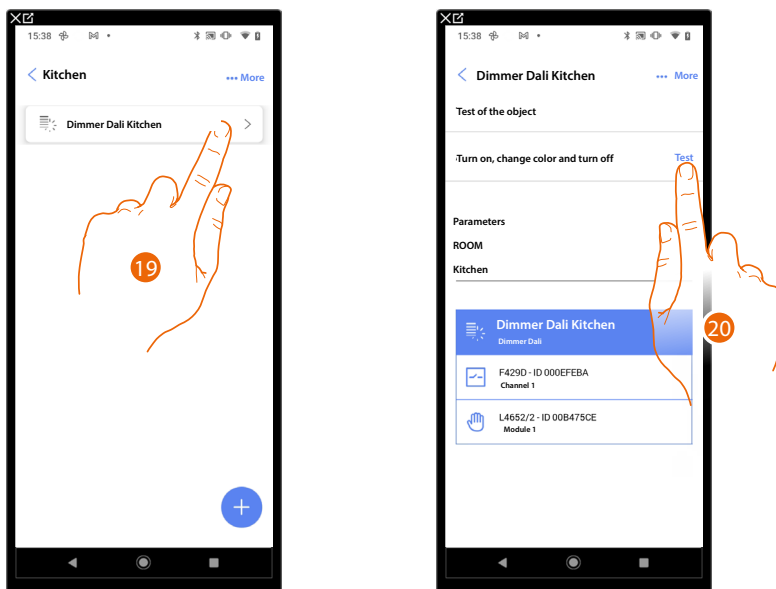 15:38
Kitchen
••• More
Dimmer Dali Kitchen
19
15:38
Dimmer Dali Kitchen
••• More
Test of the object
Turn on, change color and turn off
Test
Parameters
ROOM
Kitchen
Dimmer Dali Kitchen
Dimmer Dali
F429D - ID 000EFEBA
Channel 1
L4652/2 - ID 00B475CE
Module 1
20